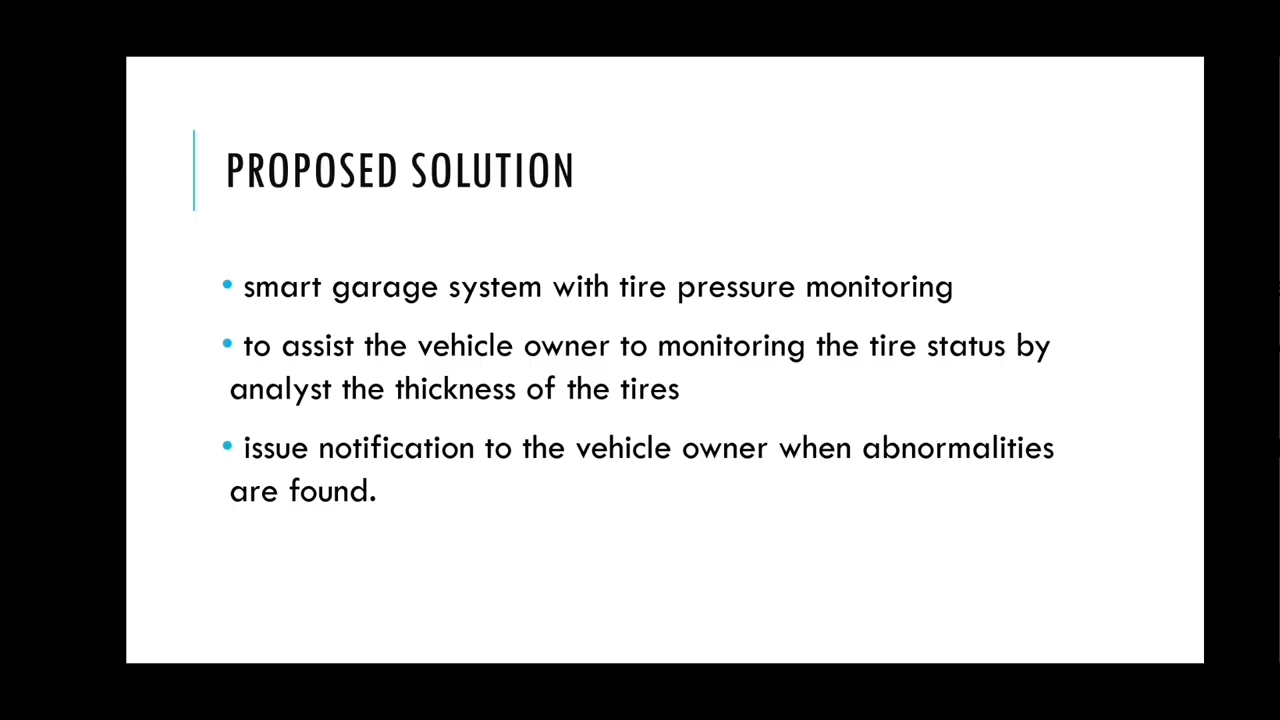 PROPOSED SOLUTION
• smart garage system with tire pressure monitoring
• to assist the vehicle owner to monitoring the tire status by
analyst the thickness of the tires
• issue notification to the vehicle owner when abnormalities
are found.